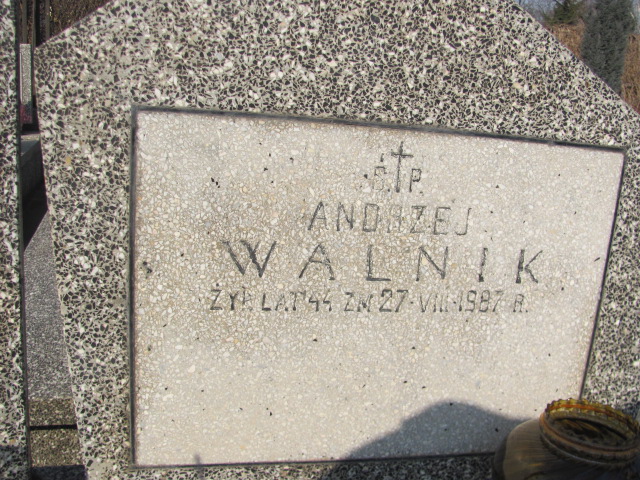 Ś†P.
ANDRZEJ
WALNIK
ŻYŁ LAT 44 ZM 27-VIII-1987 R.